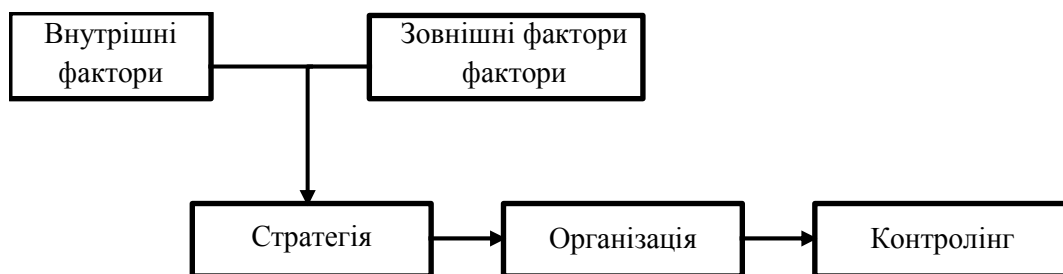 Внутрішні
фактори
Зовнішні фактори
фактори
Стратегія
Організація
Контролінг